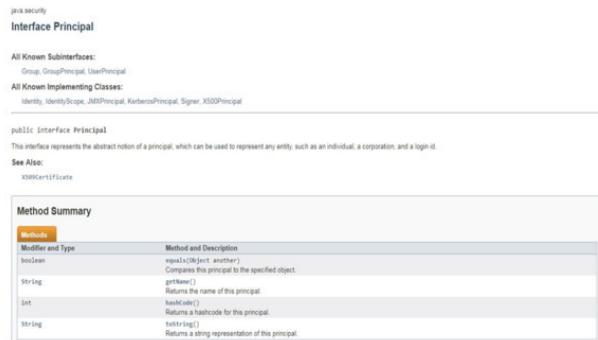 java.security
Interface Principal
All Known Subinterfaces:
Group, GroupPrincipal, UserPrincipal
All Known Implementing Classes:
Identity, IdentityScope, JMXPrincipal, KerberosPrincipal, Signer, X500Principal
public interface Principal
This interface represents the abstract notion of a principal, which can be used to represent any entity, such as an individual, a corporation, and a login id.
See Also:
X509Certificate
Method Summary
Methods
Modifier and Type Method and Description
boolean equals(Object another)
Compares this principal to the specified object.
String getName()
Returns the name of this principal.
int hashCode()
Returns a hashcode for this principal.
String toString()
Returns a string representation of this principal.